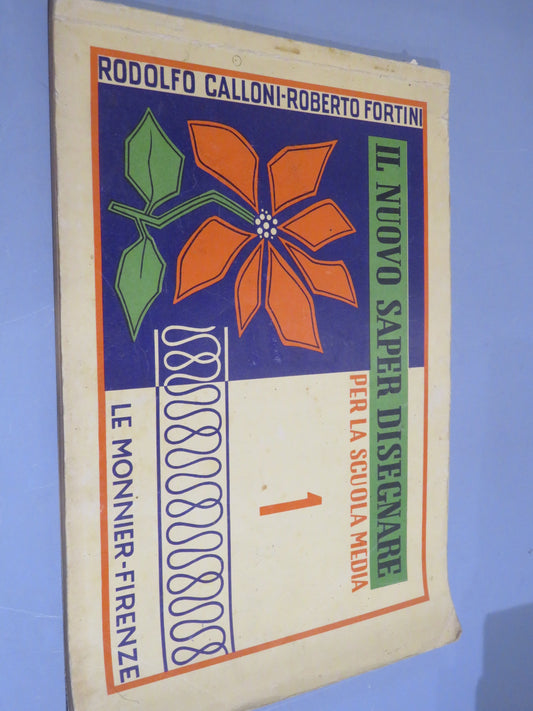 RODOLFO CALLONI-ROBERTO FORTINI
IL NUOVO SAPER DISEGNARE
PER LA SCUOLA MEDIA
1
LE MONNIER-FIRENZE